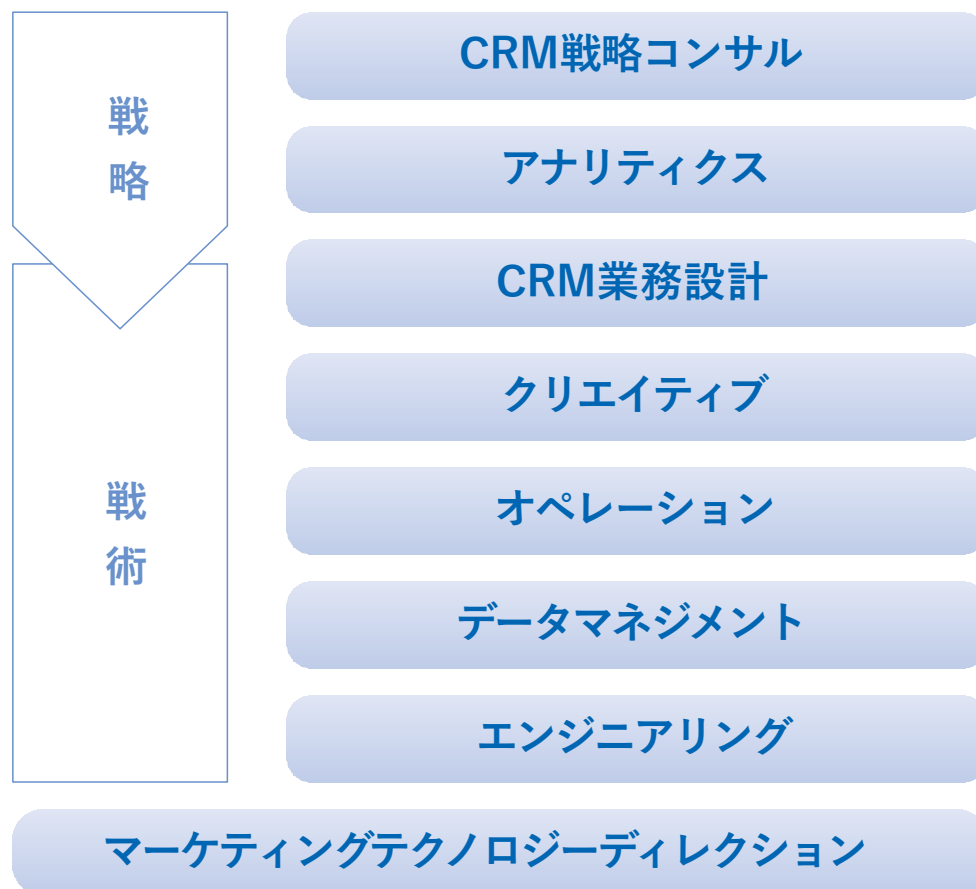 戦略
CRM戦略コンサル
アナリティクス
CRM業務設計
戦術
クリエイティブ
オペレーション
データマネジメント
エンジニアリング
マーケティングテクノロジーディレクション